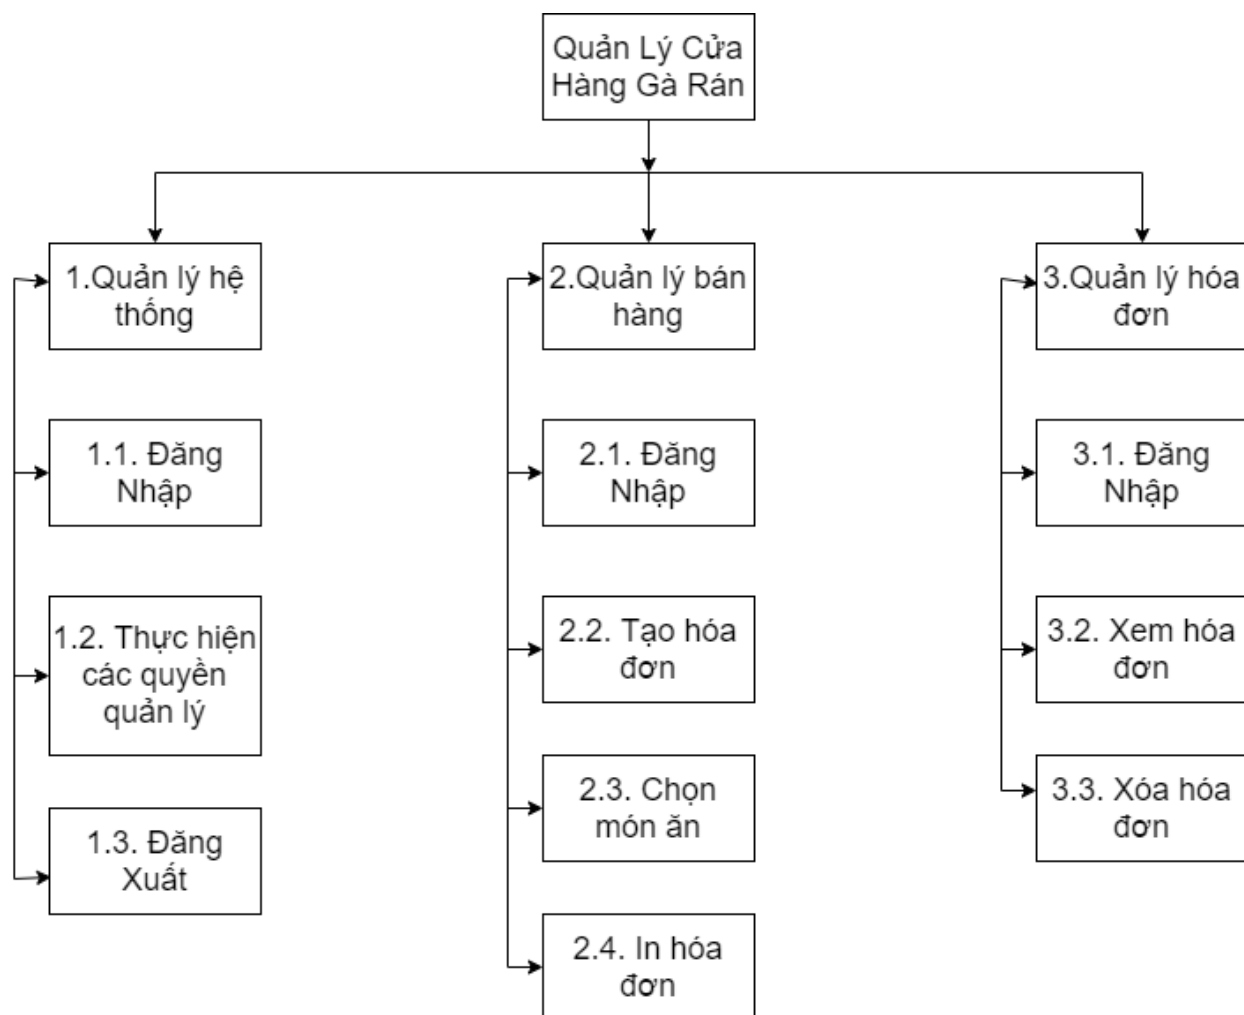 Quản Lý Cửa
Hàng Gà Rán
1.Quản lý hệ
thống
2.Quản lý bán
hàng
3.Quản lý hóa
đơn
1.1. Đăng
Nhập
2.1. Đăng
Nhập
3.1. Đăng
Nhập
1.2. Thực hiện
các quyền
quản lý
2.2. Tạo hóa
đơn
3.2. Xem hóa
đơn
1.3. Đăng
Xuất
2.3. Chọn
món ăn
3.3. Xóa hóa
đơn
2.4. In hóa
đơn